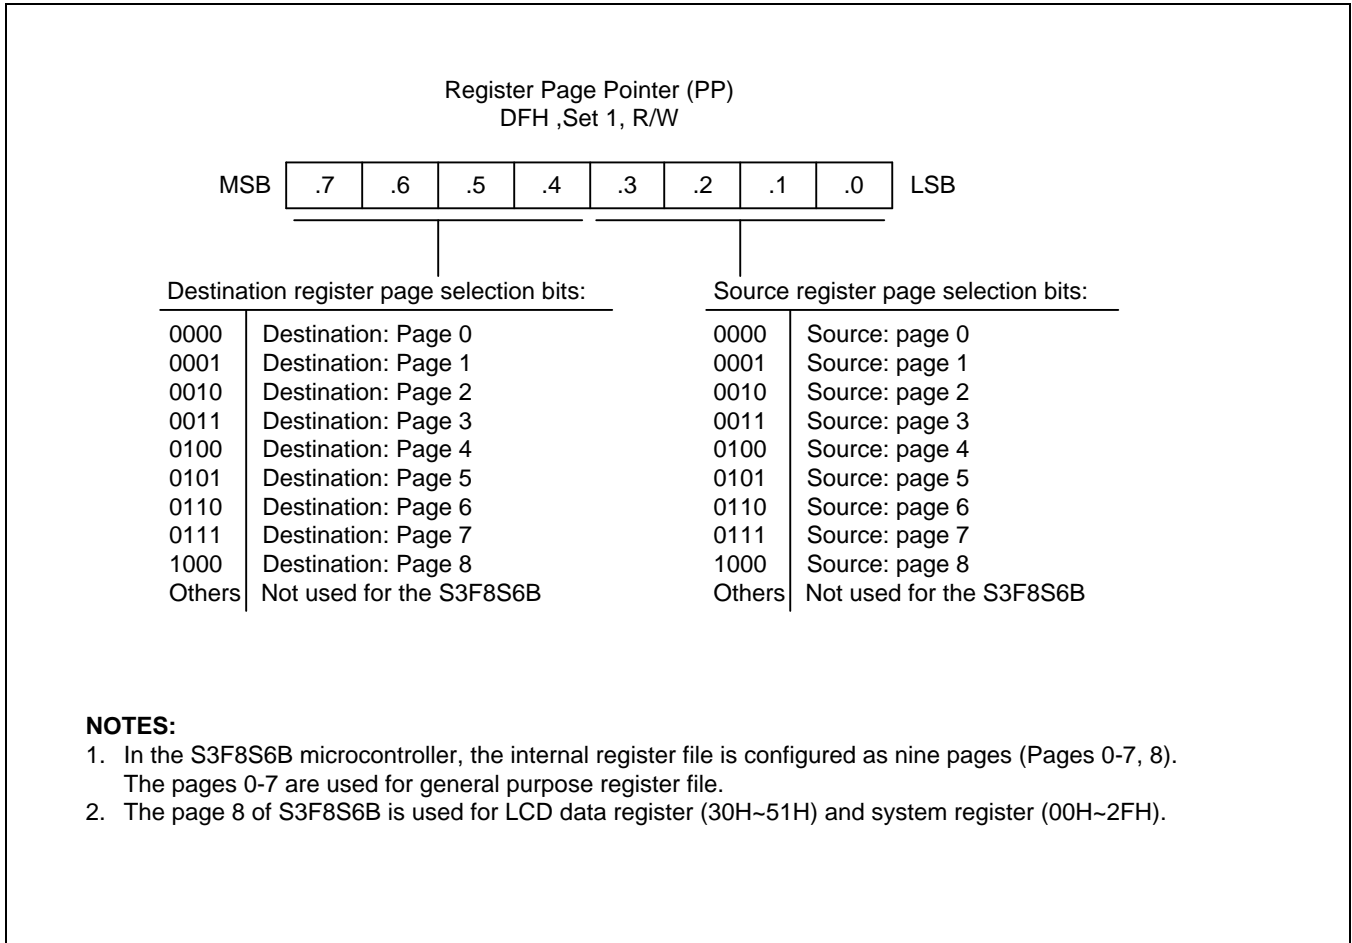 Register Page Pointer (PP)
DFH ,Set 1, R/W
MSB .7 .6 .5 .4 .3 .2 .1 .0 LSB
Destination register page selection bits:
0000 Destination: Page 0
0001 Destination: Page 1
0010 Destination: Page 2
0011 Destination: Page 3
0100 Destination: Page 4
0101 Destination: Page 5
0110 Destination: Page 6
0111 Destination: Page 7
1000 Destination: Page 8
Others Not used for the S3F8S6B
Source register page selection bits:
0000 Source: page 0
0001 Source: page 1
0010 Source: page 2
0011 Source: page 3
0100 Source: page 4
0101 Source: page 5
0110 Source: page 6
0111 Source: page 7
1000 Source: page 8
Others Not used for the S3F8S6B
NOTES:
1. In the S3F8S6B microcontroller, the internal register file is configured as nine pages (Pages 0-7, 8).
The pages 0-7 are used for general purpose register file.
2. The page 8 of S3F8S6B is used for LCD data register (30H~51H) and system register (00H~2FH).